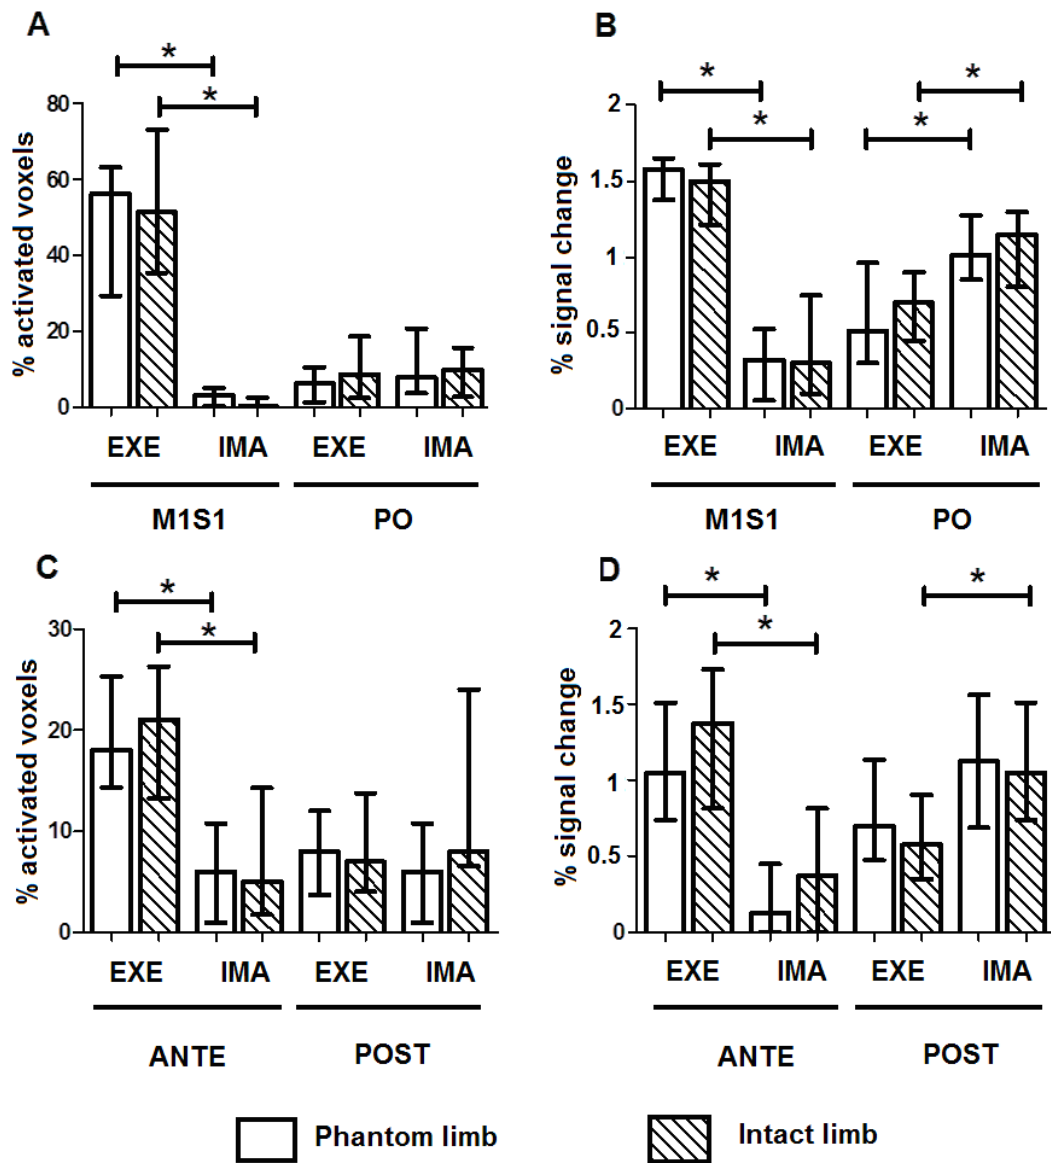 A
B
*
*
*
*
*
*
% activated voxels
80
60
40
20
0
% signal change
2
1.5
1
0.5
0
EXE IMA EXE IMA
EXE IMA EXE IMA
M1S1 PO
M1S1 PO
C
D
*
*
*
*
*
% activated voxels
30
20
10
0
% signal change
2
1.5
1
0.5
0
EXE IMA EXE IMA
EXE IMA EXE IMA
ANTE POST
ANTE POST
Phantom limb
Intact limb